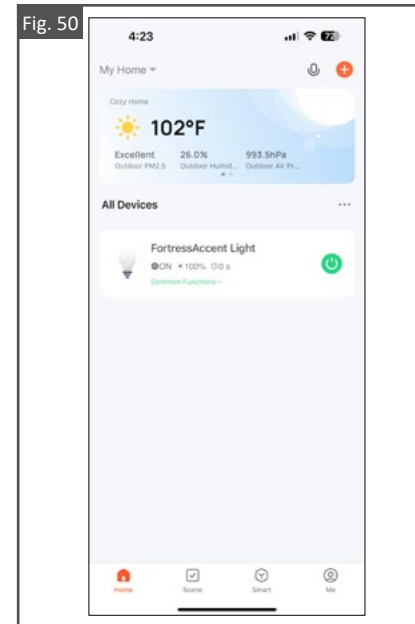 Fig. 50
4:23
72
My Home
Cozy Home
102°F
Excellent 26.0% 993.5hPa
Outdoor PM2.5 Outdoor Humid... Outdoor Air Pr...
All Devices
FortressAccent Light
ON 100% 0 s
Common Functions
Home Scene Smart Me